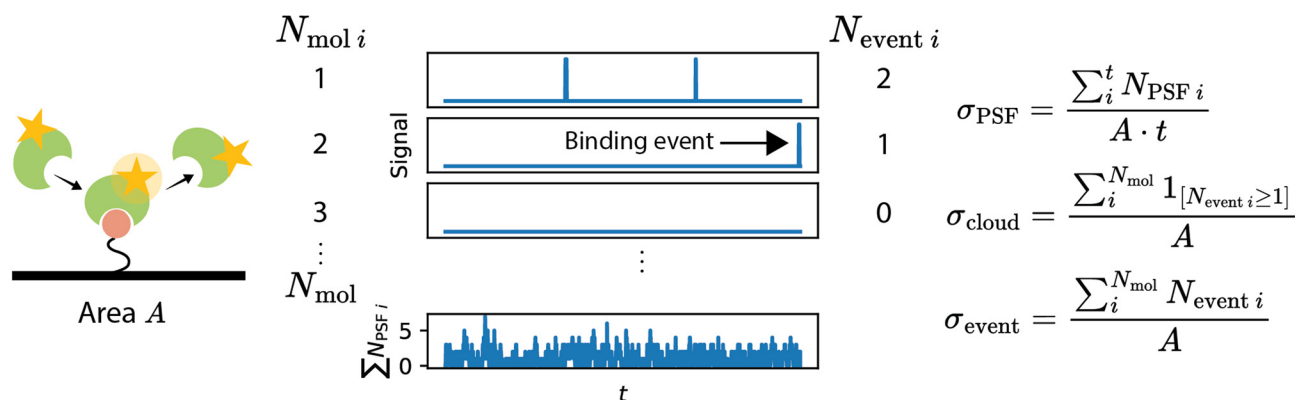 N_mol i
1
2
3
⋮
N_mol
Area A
Signal
Binding event
⋮
∑ N_PSF i
5
0
t
N_event i
2
1
0
σ_PSF = ∑_i^t N_PSF i / A · t
σ_cloud = ∑_i^{N_mol} 1_[N_event i ≥ 1] / A
σ_event = ∑_i^{N_mol} N_event i / A